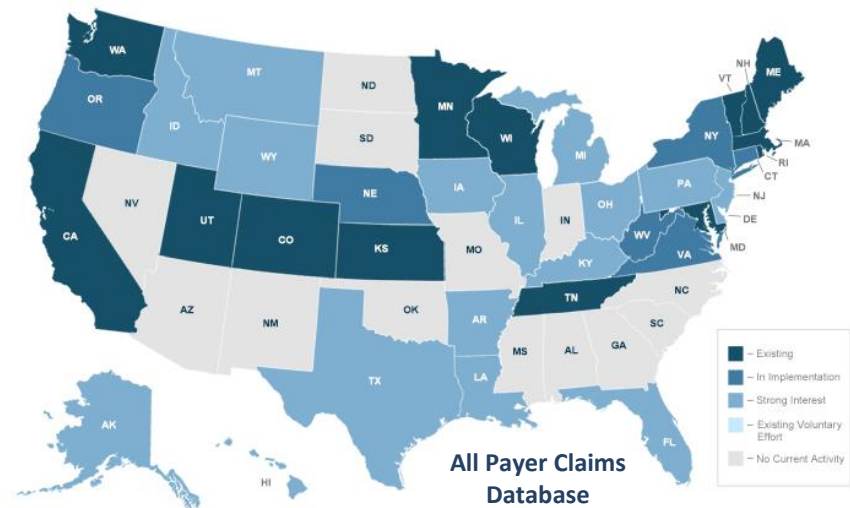 WA
OR
CA
ID
NV
MT
WY
UT
AZ
CO
NM
ND
SD
NE
KS
OK
TX
MN
IA
MO
AR
LA
WI
IL
MI
IN
OH
KY
TN
MS
AL
GA
FL
SC
NC
VA
WV
PA
NY
VT
NH
ME
MA
RI
CT
NJ
DE
MD
AK
HI
– Existing
– In Implementation
– Strong Interest
– Existing Voluntary
Effort
– No Current Activity
All Payer Claims
Database